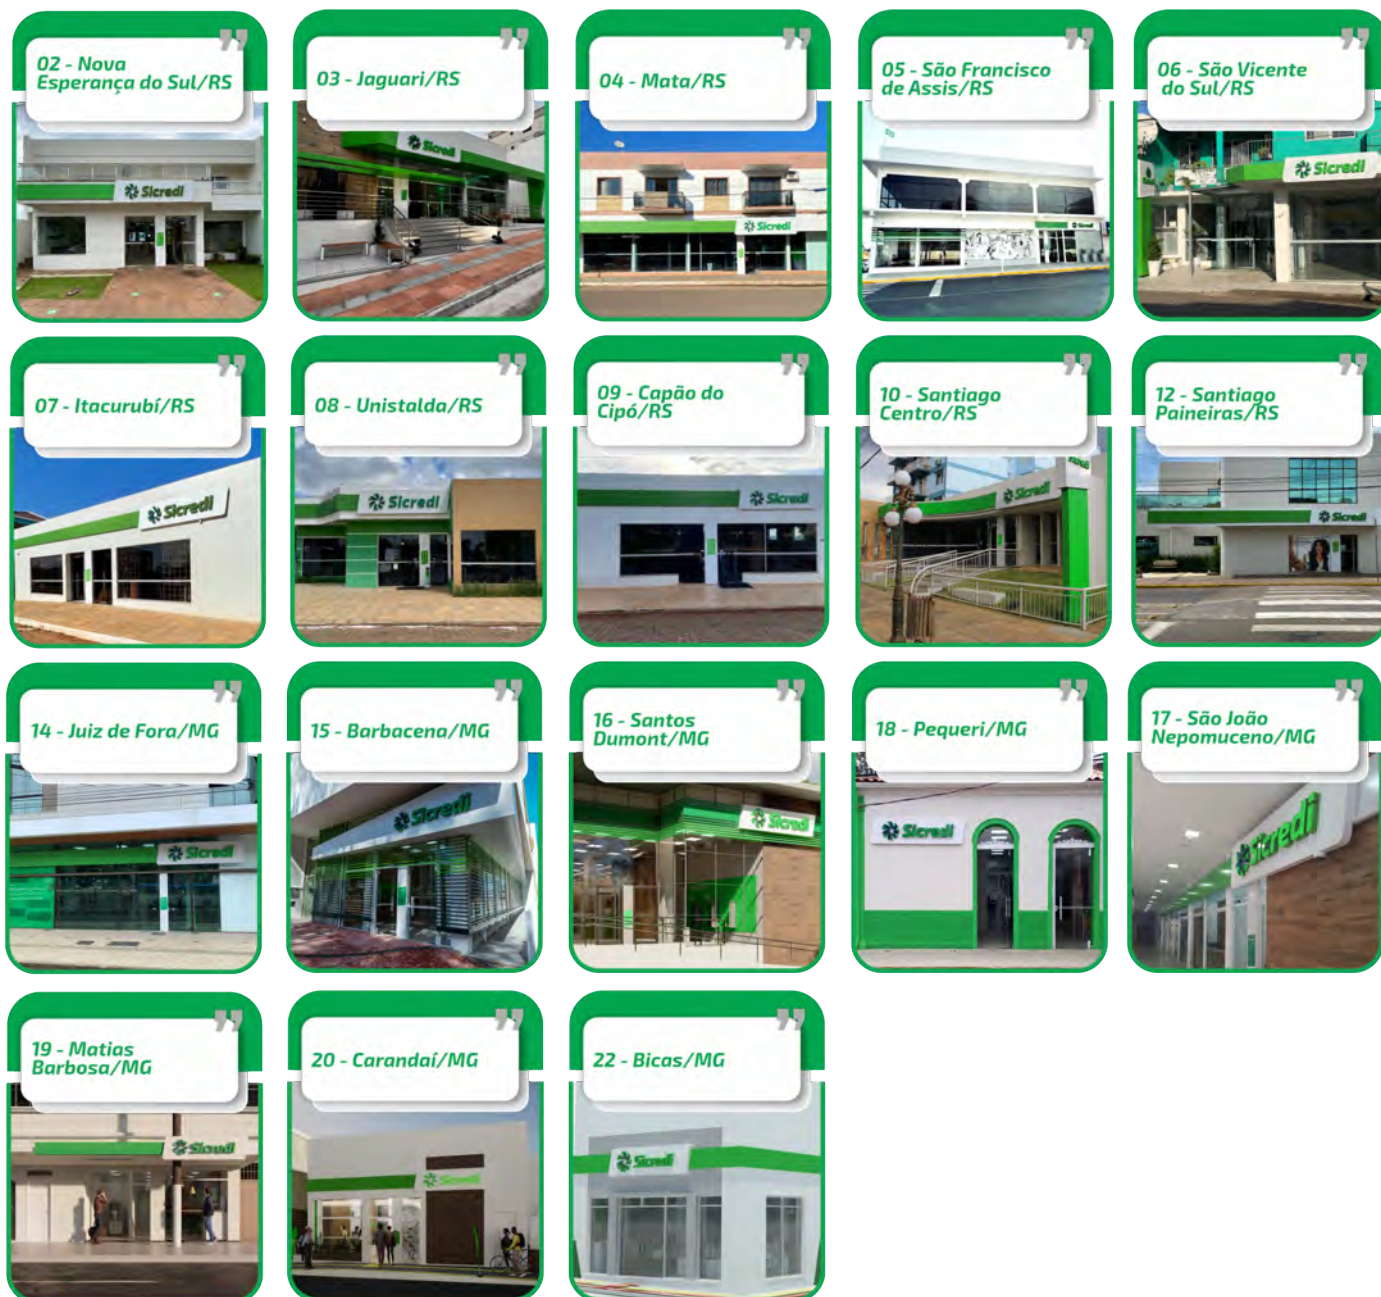 02 - Nova
Esperança do Sul/RS
Sicredi
03 - Jaguari/RS
Sicredi
04 - Mata/RS
Sicredi
05 - São Francisco
de Assis/RS
Sicredi
06 - São Vicente
do Sul/RS
Sicredi
07 - Itacurubí/RS
Sicredi
08 - Unistalda/RS
Sicredi
09 - Capão do
Cipó/RS
Sicredi
10 - Santiago
Centro/RS
Sicredi
12 - Santiago
Paineiras/RS
Sicredi
14 - Juiz de Fora/MG
Sicredi
15 - Barbacena/MG
Sicredi
16 - Santos
Dumont/MG
Sicredi
18 - Pequeri/MG
Sicredi
17 - São João
Nepomuceno/MG
Sicredi
19 - Matias
Barbosa/MG
Sicredi
20 - Carandaí/MG
Sicredi
22 - Bicas/MG
Sicredi